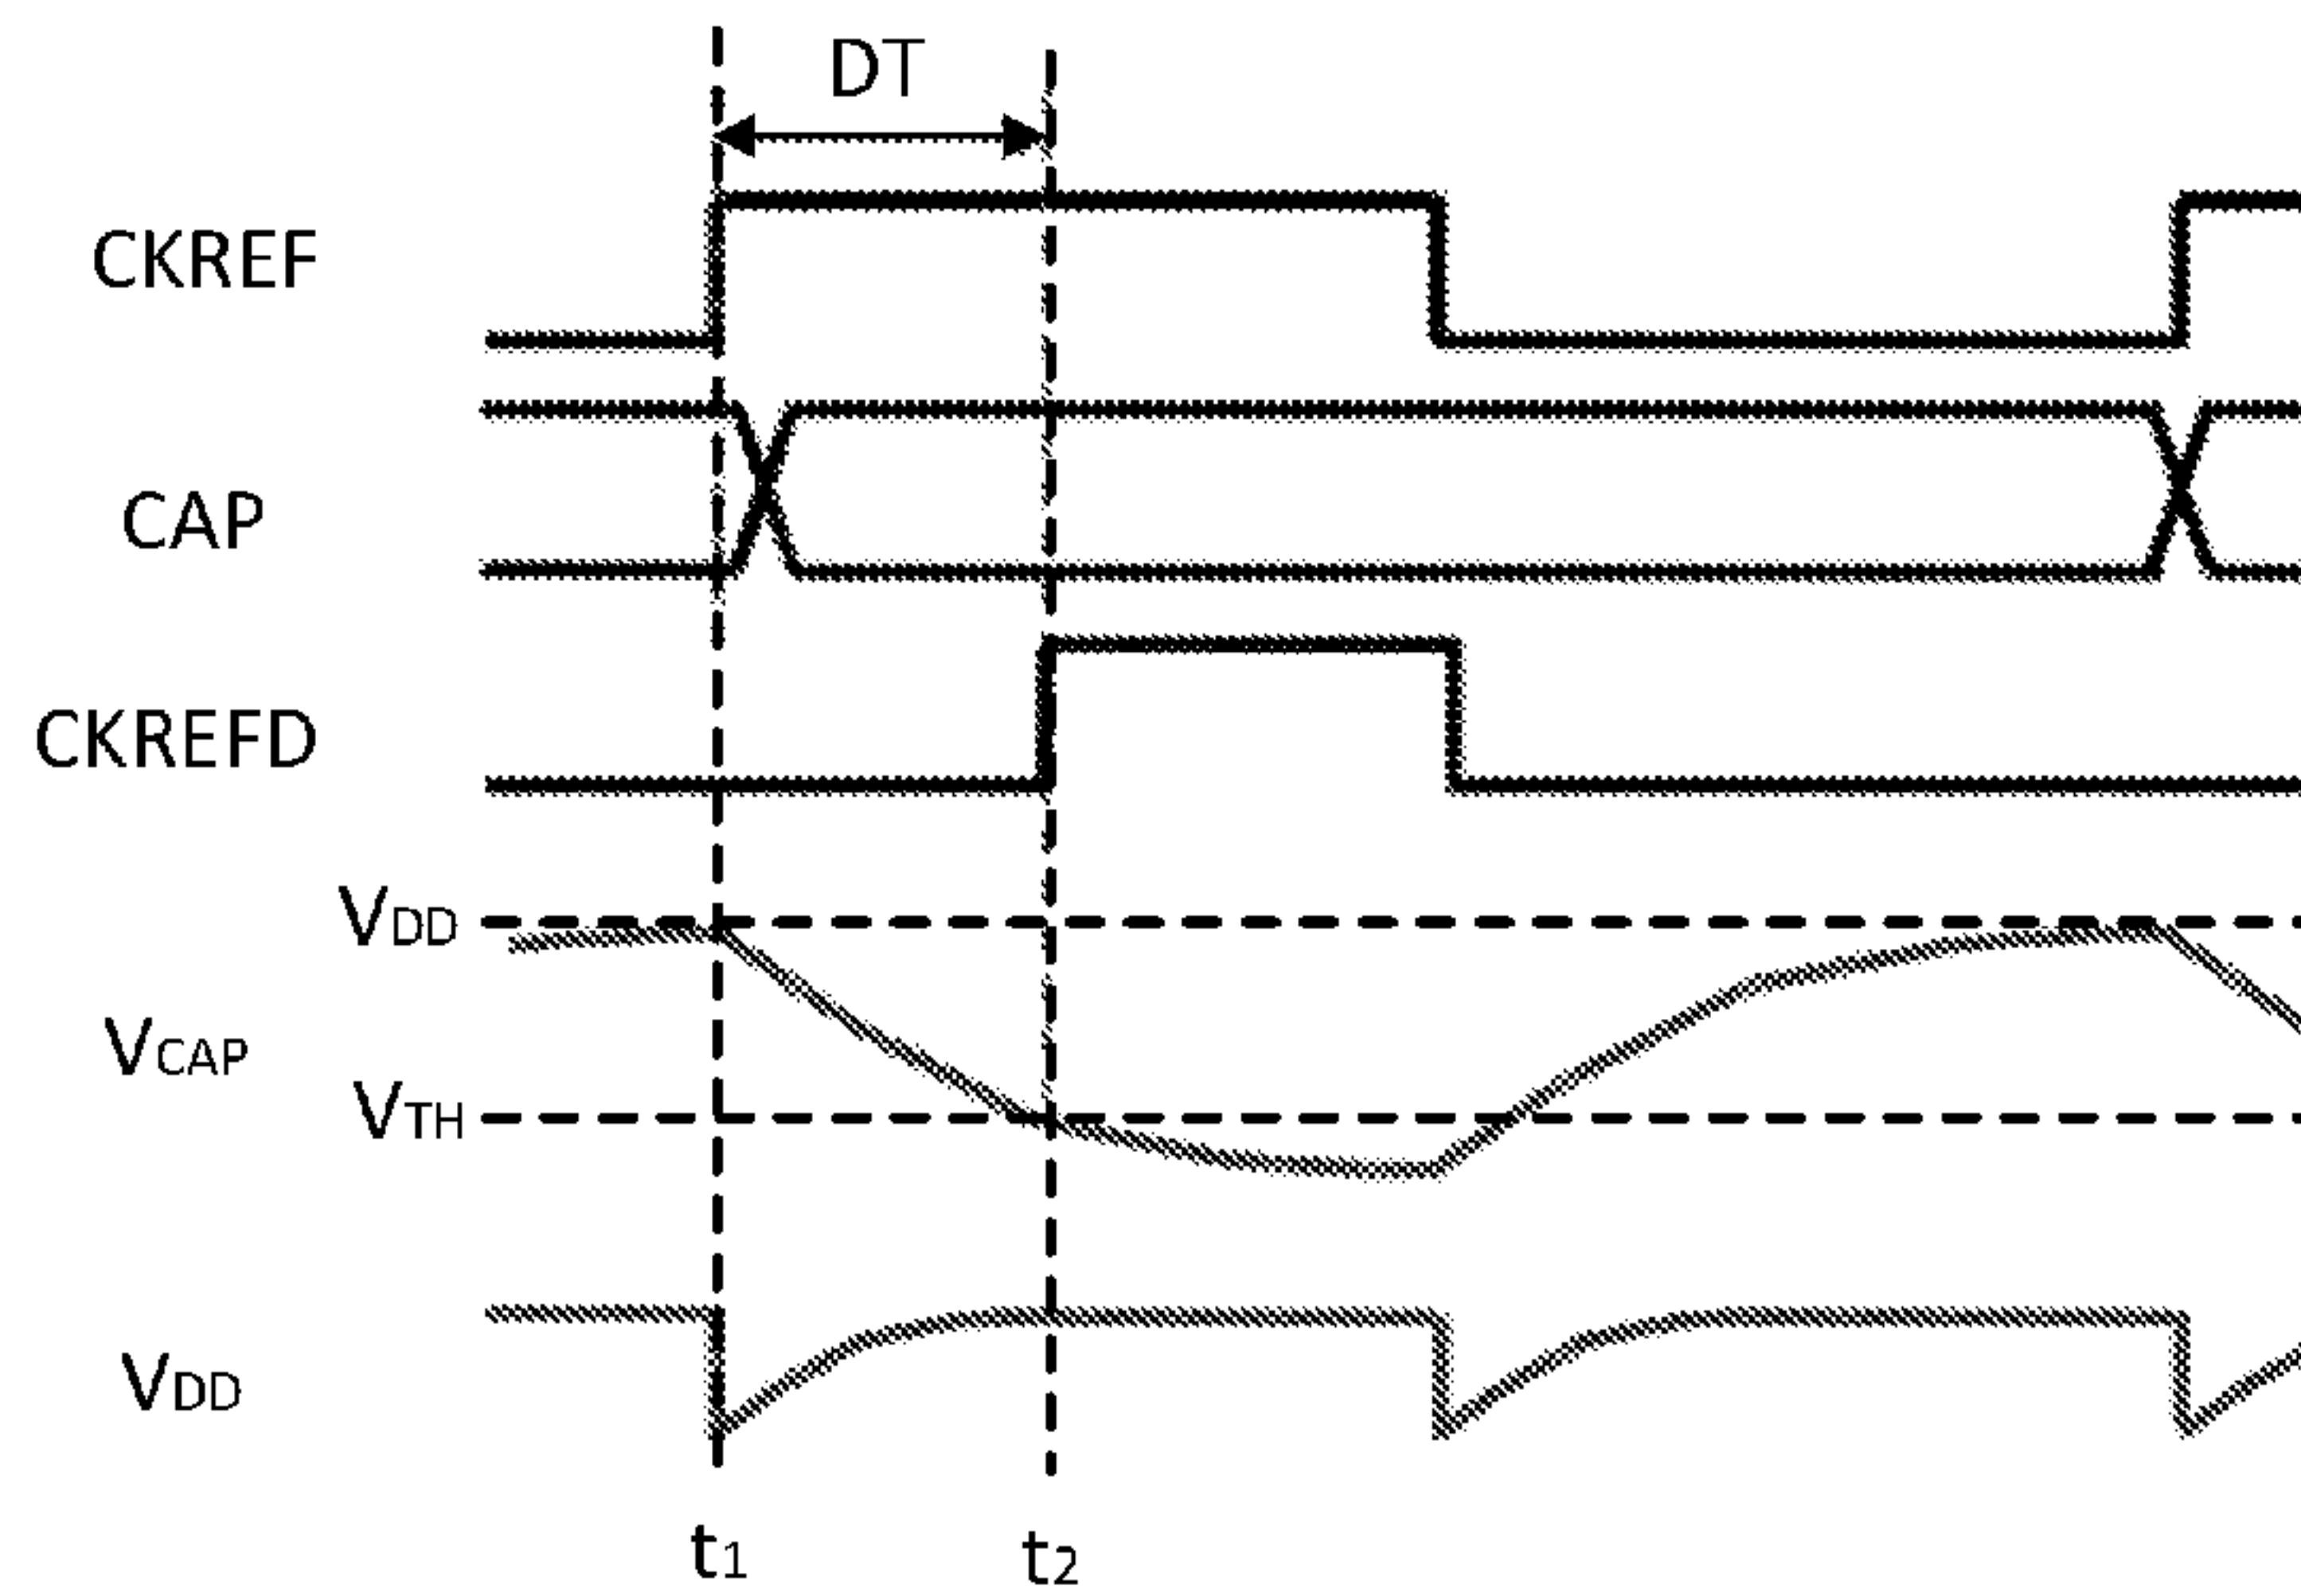 DT
CKREF
CAP
CKREFD
VDD
VCAP
VTH
VDD
t1 t2